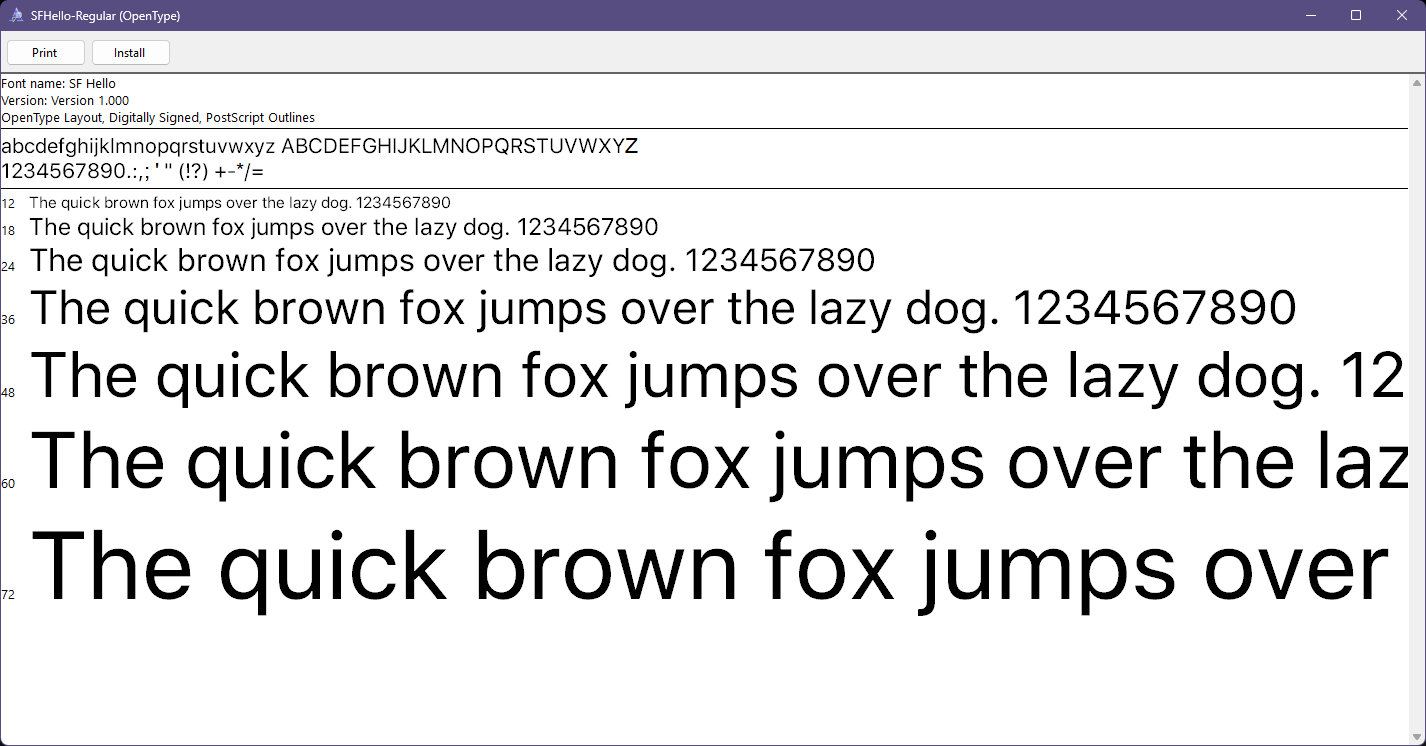 SFHello-Regular (OpenType)
Print Install
Font name: SF Hello
Version: Version 1.000
OpenType Layout, Digitally Signed, PostScript Outlines
abcdefghijklmnopqrstuvwxyz ABCDEFGHIJKLMNOPQRSTUVWXYZ
1234567890.:,; ' " (!?) +-*/=
12 The quick brown fox jumps over the lazy dog. 1234567890
18 The quick brown fox jumps over the lazy dog. 1234567890
24 The quick brown fox jumps over the lazy dog. 1234567890
36 The quick brown fox jumps over the lazy dog. 1234567890
48 The quick brown fox jumps over the lazy dog. 12
60 The quick brown fox jumps over the laz
72 The quick brown fox jumps over